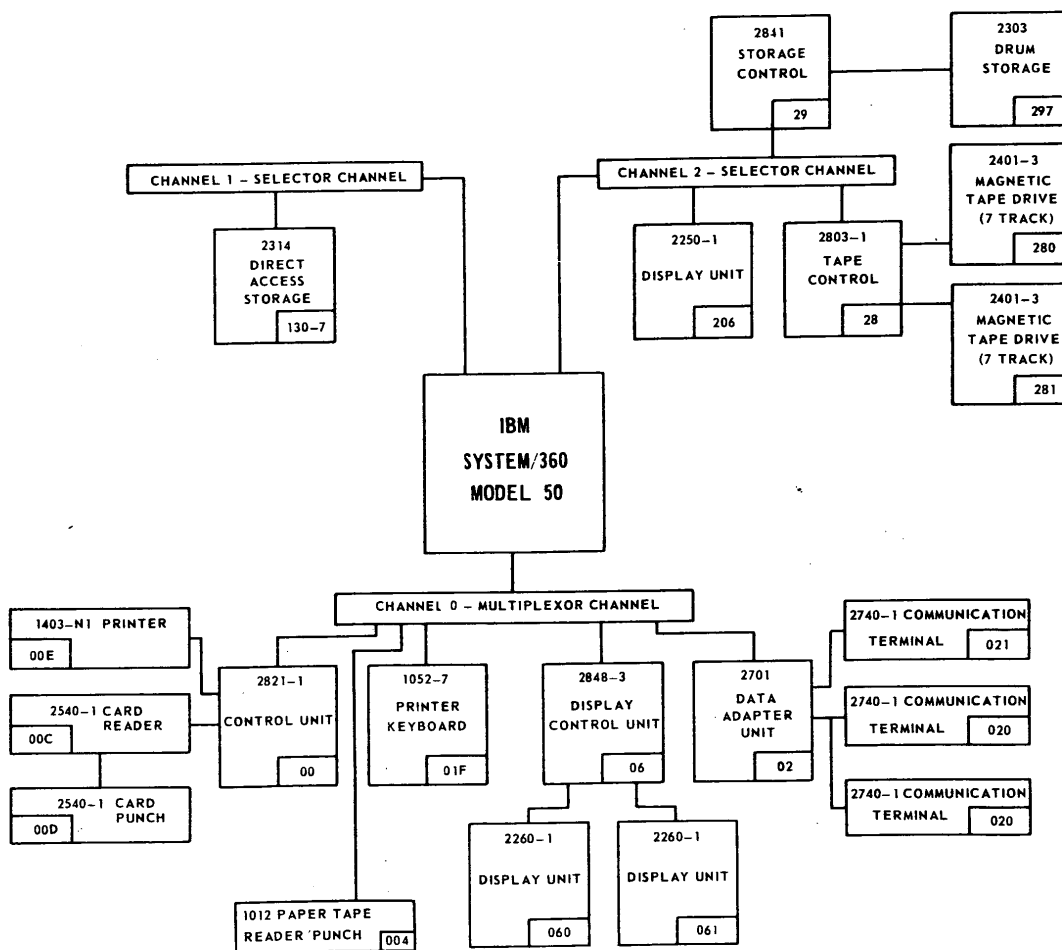 2841
STORAGE
CONTROL
29
2303
DRUM
STORAGE
297
CHANNEL 1 – SELECTOR CHANNEL
CHANNEL 2 – SELECTOR CHANNEL
2314
DIRECT
ACCESS
STORAGE
130-7
2250-1
DISPLAY UNIT
206
2803-1
TAPE
CONTROL
28
2401-3
MAGNETIC
TAPE DRIVE
(7 TRACK)
280
2401-3
MAGNETIC
TAPE DRIVE
(7 TRACK)
281
IBM
SYSTEM/360
MODEL 50
CHANNEL 0 – MULTIPLEXOR CHANNEL
1403-N1 PRINTER
00E
2540-1 CARD
READER
00C
2540-1 CARD
PUNCH
00D
2821-1
CONTROL UNIT
00
1052-7
PRINTER
KEYBOARD
01F
2848-3
DISPLAY
CONTROL UNIT
06
2701
DATA
ADAPTER
UNIT
02
2740-1 COMMUNICATION
TERMINAL
021
2740-1 COMMUNICATION
TERMINAL
020
2740-1 COMMUNICATION
TERMINAL
020
1012 PAPER TAPE
READER PUNCH
004
2260-1
DISPLAY UNIT
060
2260-1
DISPLAY UNIT
061